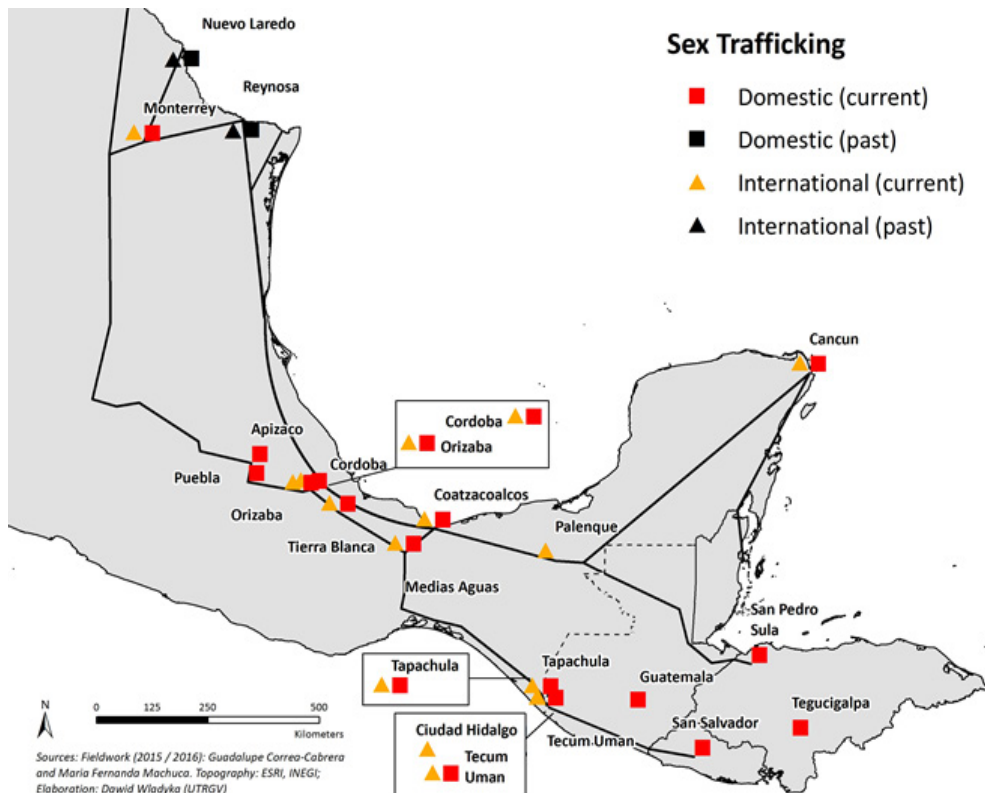 Nuevo Laredo
Reynosa
Monterrey
Sex Trafficking
Domestic (current)
Domestic (past)
International (current)
International (past)
Cancun
Cordoba
Orizaba
Apizaco
Cordoba
Puebla
Coatzacoalcos
Orizaba
Palenque
Tierra Blanca
Medias Aguas
San Pedro
Sula
Tapachula
Tapachula
Guatemala
Tegucigalpa
Ciudad Hidalgo
San Salvador
Tecum
Uman
Tecum Uman
N
0 125 250 500
Kilometers
Sources: Fieldwork (2015 / 2016): Guadalupe Correa-Cabrera
and Maria Fernanda Machuca. Topography: ESRI, INEGI;
Elaboration: Dawid Wladyka (UTRGV)